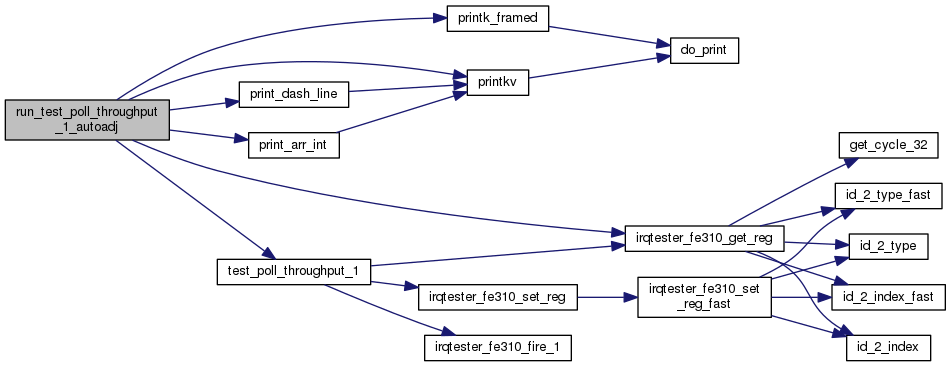 run_test_poll_throughput
_1_autoadj
printk_framed
do_print
printkv
print_dash_line
print_arr_int
get_cycle_32
id_2_type_fast
irqtester_fe310_get_reg
id_2_type
test_poll_throughput_1
irqtester_fe310_set_reg
irqtester_fe310_set
_reg_fast
id_2_index_fast
irqtester_fe310_fire_1
id_2_index